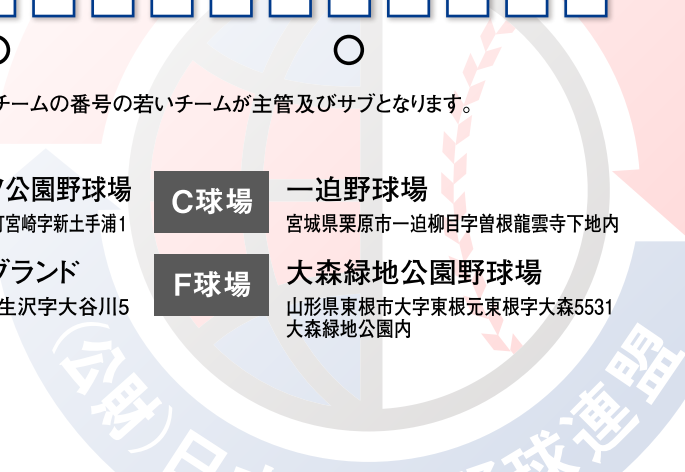 チームの番号の若いチームが主管及びサブとなります。
公園野球場
C球場
一迫野球場
宮崎字新土手浦1
宮城県栗原市一迫柳目字曽根龍雲寺下地内
グランド
F球場
大森緑地公園野球場
生沢字大谷川5
山形県東根市大字東根元東根字大森5531
大森緑地公園内
(公財)日
野球連盟